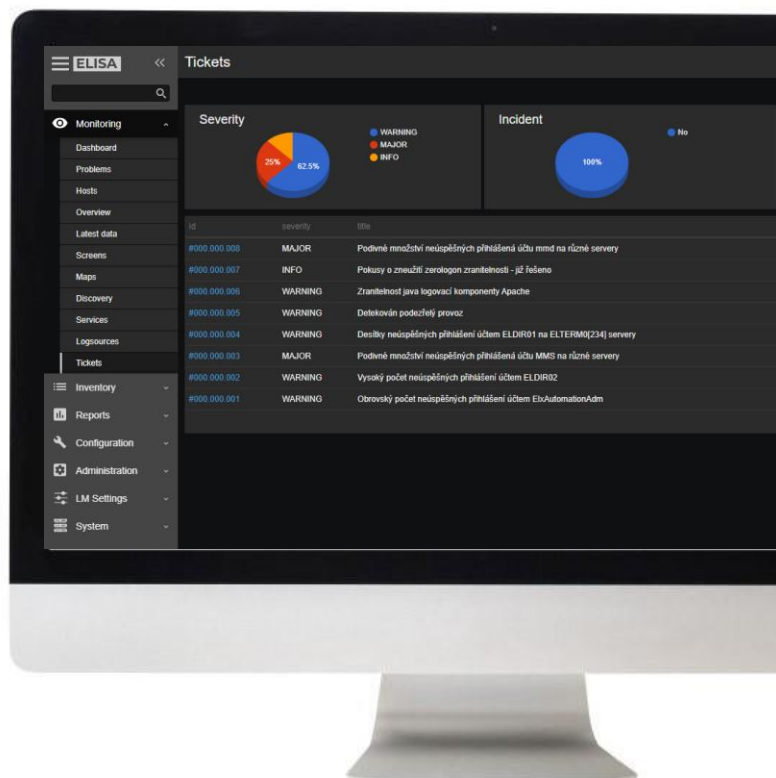 ELISA
Tickets
Monitoring
Dashboard
Problems
Hosts
Overview
Latest data
Screens
Maps
Discovery
Services
Logsources
Tickets
Inventory
Reports
Configuration
Administration
LM Settings
System
Severity
25%
62.5%
WARNING
MAJOR
INFO
Incident
100%
No
id severity title
#000.000.008 MAJOR Podivné množství neúspěšných přihlášená účtu mmd na různé servery
#000.000.007 INFO Pokusy o zneužití zerologon zranitelnosti - již řešeno
#000.000.006 WARNING Zranitelnost java logovací komponenty Apache
#000.000.005 WARNING Detekován podezřelý provoz
#000.000.004 WARNING Desítky neúspěšných přihlášení účtem ELDIR01 na ELTERM0[234] servery
#000.000.003 MAJOR Podivné množství neúspěšných přihlášená účtu MMS na různé servery
#000.000.002 WARNING Vysoký počet neúspěšných přihlášení účtem ELDIR02
#000.000.001 WARNING Obrovský počet neúspěšných přihlášení účtem ElxAutomationAdm